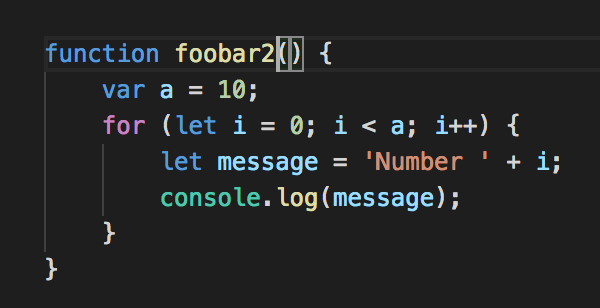 function foobar2() {
    var a = 10;
    for (let i = 0; i < a; i++) {
        let message = 'Number ' + i;
        console.log(message);
    }
}